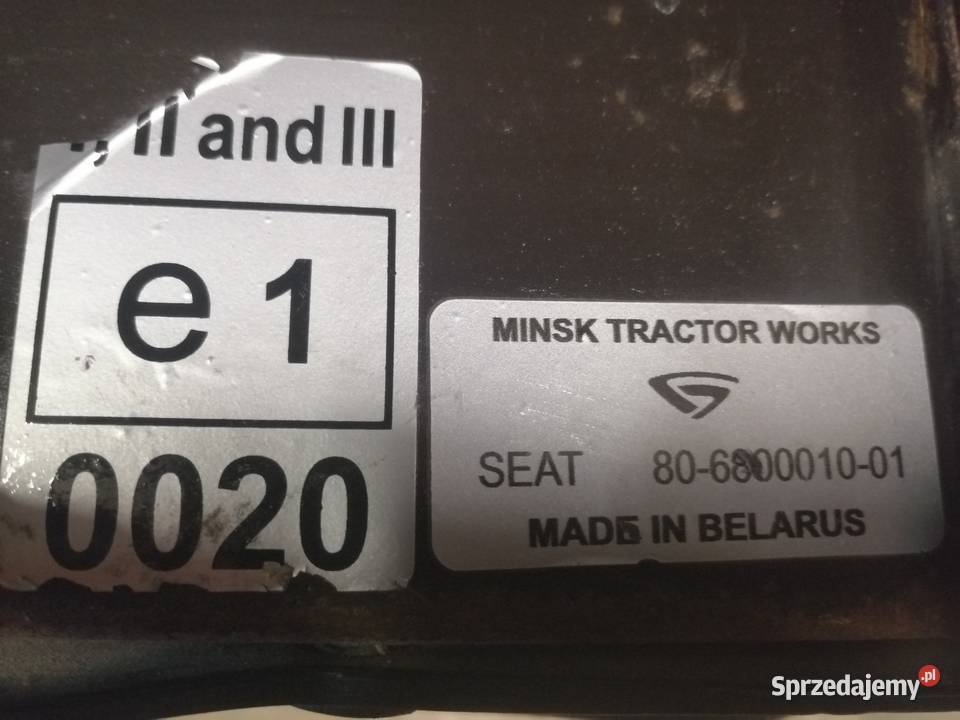 I, II and III
e 1
0020
MINSK TRACTOR WORKS
SEAT 80-6800010-01
MADE IN BELARUS
Sprzedajemy.pl